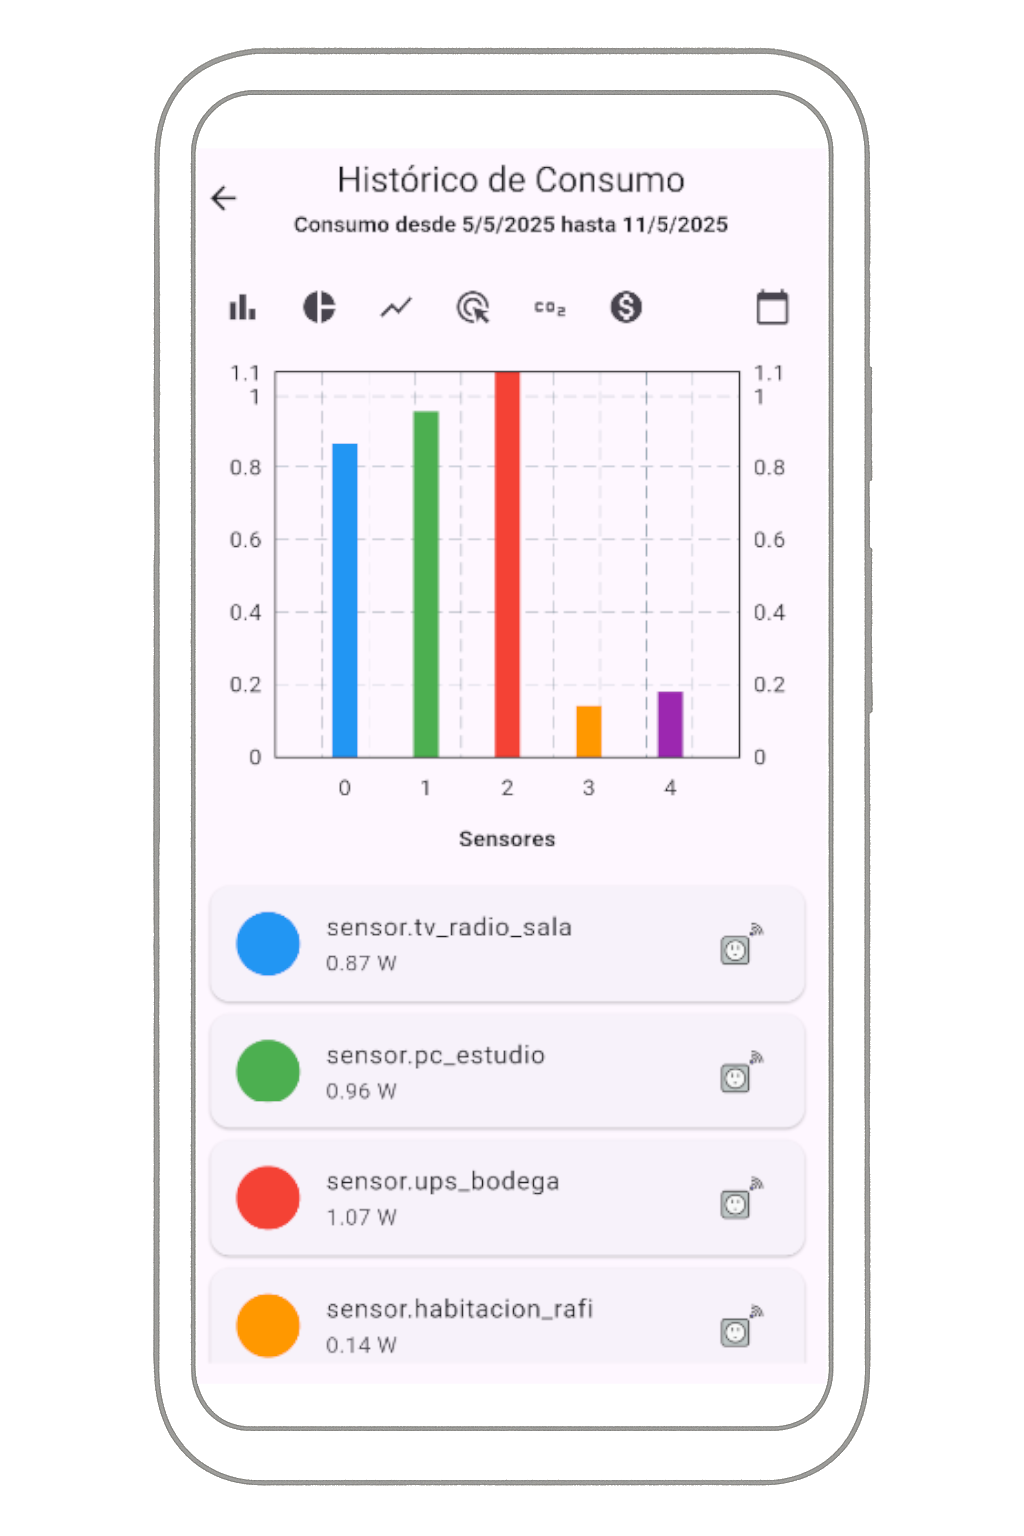 Histórico de Consumo
Consumo desde 5/5/2025 hasta 11/5/2025
CO2
$
1.1 1.1
1 1
0.8 0.8
0.6 0.6
0.4 0.4
0.2 0.2
0 0
0 1 2 3 4
Sensores
sensor.tv_radio_sala
0.87 W
sensor.pc_estudio
0.96 W
sensor.ups_bodega
1.07 W
sensor.habitacion_rafi
0.14 W